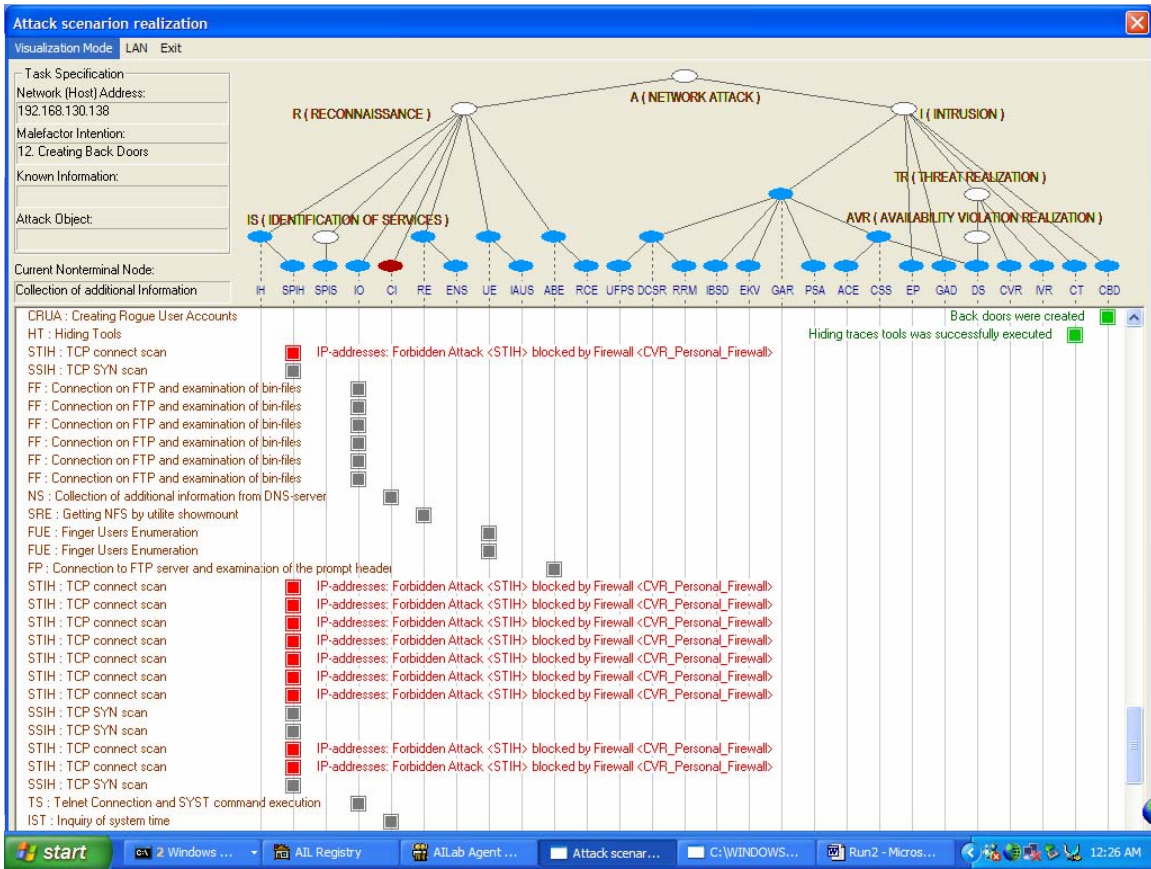 Attack scenarion realization
Visualization Mode LAN Exit
Task Specification
Network (Host) Address:
192.168.130.138
Malefactor Intention:
12. Creating Back Doors
Known Information:
Attack Object:
Current Nonterminal Node:
Collection of additional Information
A ( NETWORK ATTACK )
R ( RECONNAISSANCE )
I ( INTRUSION )
TR ( THREAT REALIZATION )
IS ( IDENTIFICATION OF SERVICES )
AVR ( AVAILABILITY VIOLATION REALIZATION )
IH SPIH SPIS IO CI RE ENS UE IAUS ABE RCE UFPS DCSR RRM IBSD EKV GAR PSA ACE CSS EP GAD DS CVR IVR CT CBD
CRUA : Creating Rogue User Accounts Back doors were created
HT : Hiding Tools Hiding traces tools was successfully executed
STIH : TCP connect scan IP-addresses: Forbidden Attack <STIH> blocked by Firewall <CVR_Personal_Firewall>
SSIH : TCP SYN scan
FF : Connection on FTP and examination of bin-files
FF : Connection on FTP and examination of bin-files
FF : Connection on FTP and examination of bin-files
FF : Connection on FTP and examination of bin-files
FF : Connection on FTP and examination of bin-files
FF : Connection on FTP and examination of bin-files
NS : Collection of additional information from DNS-server
SRE : Getting NFS by utilite showmount
FUE : Finger Users Enumeration
FUE : Finger Users Enumeration
FP : Connection to FTP server and examination of the prompt header
STIH : TCP connect scan IP-addresses: Forbidden Attack <STIH> blocked by Firewall <CVR_Personal_Firewall>
STIH : TCP connect scan IP-addresses: Forbidden Attack <STIH> blocked by Firewall <CVR_Personal_Firewall>
STIH : TCP connect scan IP-addresses: Forbidden Attack <STIH> blocked by Firewall <CVR_Personal_Firewall>
STIH : TCP connect scan IP-addresses: Forbidden Attack <STIH> blocked by Firewall <CVR_Personal_Firewall>
STIH : TCP connect scan IP-addresses: Forbidden Attack <STIH> blocked by Firewall <CVR_Personal_Firewall>
STIH : TCP connect scan IP-addresses: Forbidden Attack <STIH> blocked by Firewall <CVR_Personal_Firewall>
STIH : TCP connect scan IP-addresses: Forbidden Attack <STIH> blocked by Firewall <CVR_Personal_Firewall>
SSIH : TCP SYN scan
SSIH : TCP SYN scan
STIH : TCP connect scan IP-addresses: Forbidden Attack <STIH> blocked by Firewall <CVR_Personal_Firewall>
STIH : TCP connect scan IP-addresses: Forbidden Attack <STIH> blocked by Firewall <CVR_Personal_Firewall>
SSIH : TCP SYN scan
TS : Telnet Connection and SYST command execution
IST : Inquiry of system time
start 2 Windows ... AIL Registry AILab Agent ... Attack scenar... C:\WINDOWS... Run2 - Micros... 12:26 AM